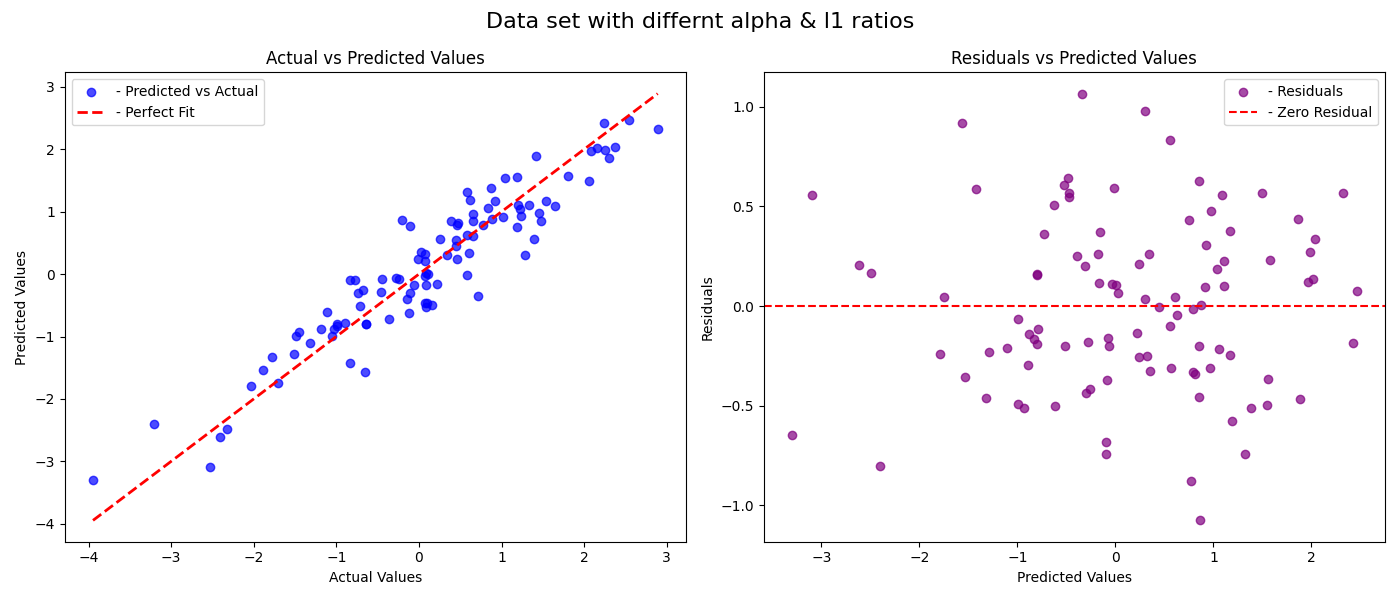 Data set with differnt alpha & l1 ratios
Actual vs Predicted Values
- Predicted vs Actual
- Perfect Fit
3
2
1
0
−1
−2
−3
−4
Predicted Values
−4 −3 −2 −1 0 1 2 3
Actual Values
Residuals vs Predicted Values
- Residuals
- Zero Residual
1.0
0.5
0.0
−0.5
−1.0
Residuals
−3 −2 −1 0 1 2
Predicted Values